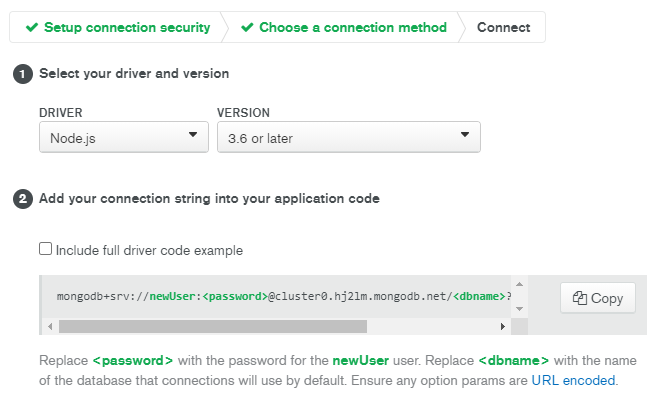 Setup connection security
Choose a connection method
Connect
1 Select your driver and version
DRIVER
VERSION
Node.js
3.6 or later
2 Add your connection string into your application code
Include full driver code example
mongodb+srv://newUser:<password>@cluster0.hj2lm.mongodb.net/<dbname>?
Copy
Replace <password> with the password for the newUser user. Replace <dbname> with the name
of the database that connections will use by default. Ensure any option params are URL encoded.